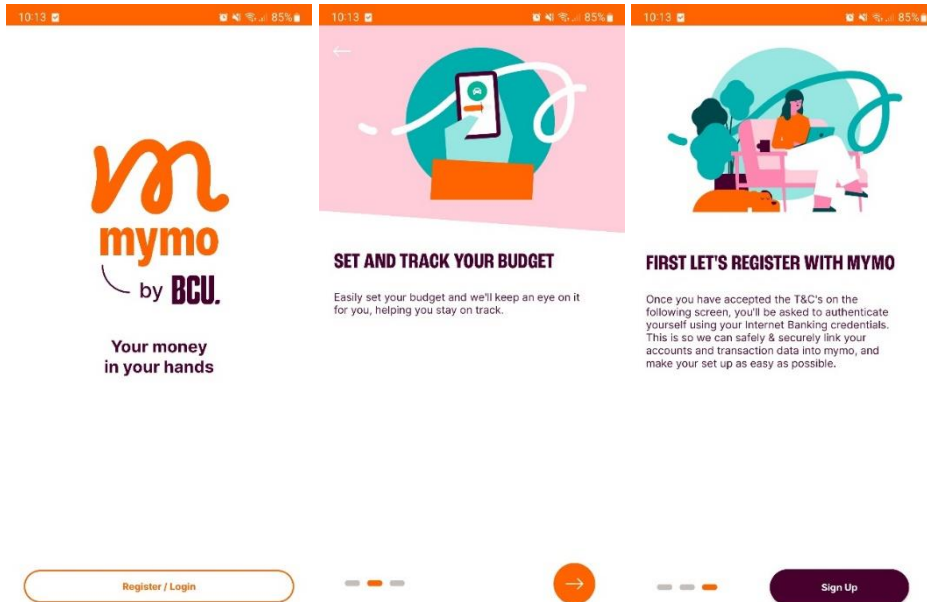 10:13
85%
mymo
by BCU.
Your money
in your hands
Register / Login
10:13
85%
SET AND TRACK YOUR BUDGET
Easily set your budget and we'll keep an eye on it
for you, helping you stay on track.
10:13
85%
FIRST LET'S REGISTER WITH MYMO
Once you have accepted the T&C's on the
following screen, you'll be asked to authenticate
yourself using your Internet Banking credentials.
This is so we can safely & securely link your
accounts and transaction data into mymo, and
make your set up as easy as possible.
Sign Up